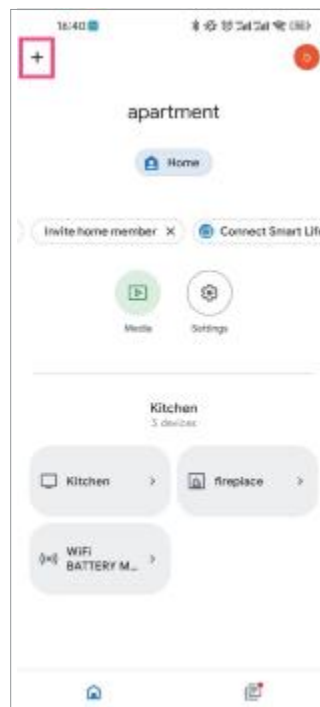 16:40
+
apartment
Home
Invite home member ×
Connect Smart Life
Media
Settings
Kitchen
3 devices
Kitchen >
fireplace >
WiFi
BATTERY M... >